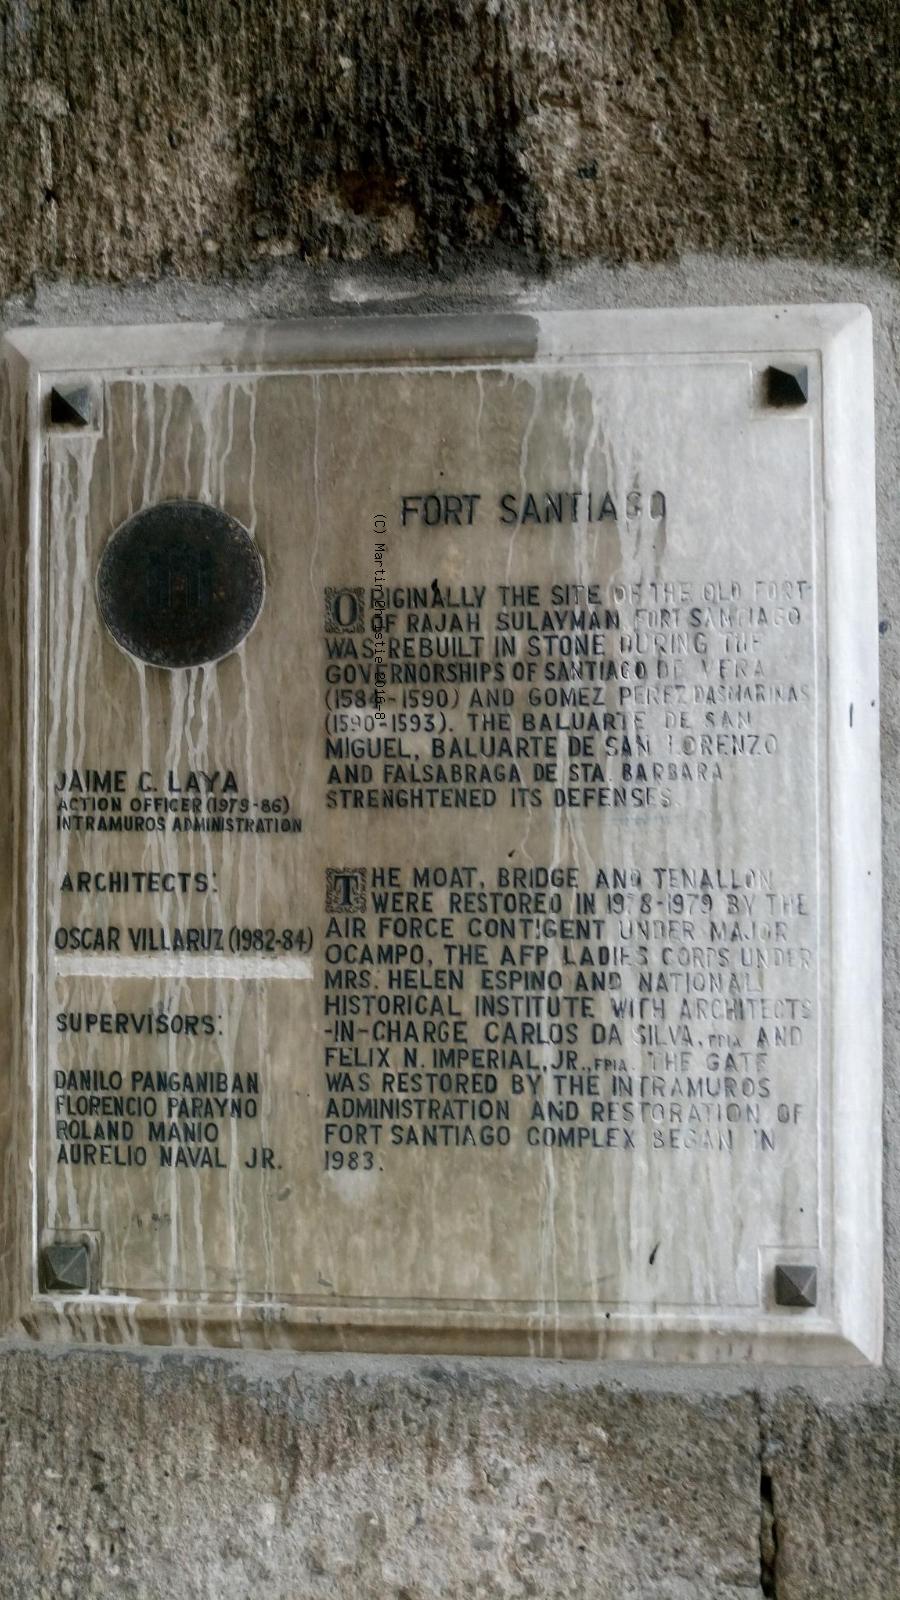 FORT SANTIAGO
ORIGINALLY THE SITE OF THE OLD FORT
OF RAJAH SULAYMAN FORT SANTIAGO
WAS REBUILT IN STONE DURING THE
GOVERNORSHIPS OF SANTIAGO DE VERA
(1584-1590) AND GOMEZ PEREZ DASMARINAS
(1590-1593). THE BALUARTE DE SAN
MIGUEL, BALUARTE DE SAN LORENZO
AND FALSABRAGA DE STA. BARBARA
STRENGHTENED ITS DEFENSES.
THE MOAT, BRIDGE AND TENALLON
WERE RESTORED IN 1978-1979 BY THE
AIR FORCE CONTIGENT UNDER MAJOR
OCAMPO, THE AFP LADIES CORPS UNDER
MRS. HELEN ESPINO AND NATIONAL
HISTORICAL INSTITUTE WITH ARCHITECTS
-IN-CHARGE CARLOS DA SILVA, FPIA. AND
FELIX N. IMPERIAL, JR., FPIA. THE GATE
WAS RESTORED BY THE INTRAMUROS
ADMINISTRATION AND RESTORATION OF
FORT SANTIAGO COMPLEX BEGAN IN
1983.
JAIME C. LAYA
ACTION OFFICER (1979-86)
INTRAMUROS ADMINISTRATION
ARCHITECTS:
OSCAR VILLARUZ (1982-84)
SUPERVISORS:
DANILO PANGANIBAN
FLORENCIO PARAYNO
ROLAND MANIO
AURELIO NAVAL JR.
(C) Martin Christie 2016-8